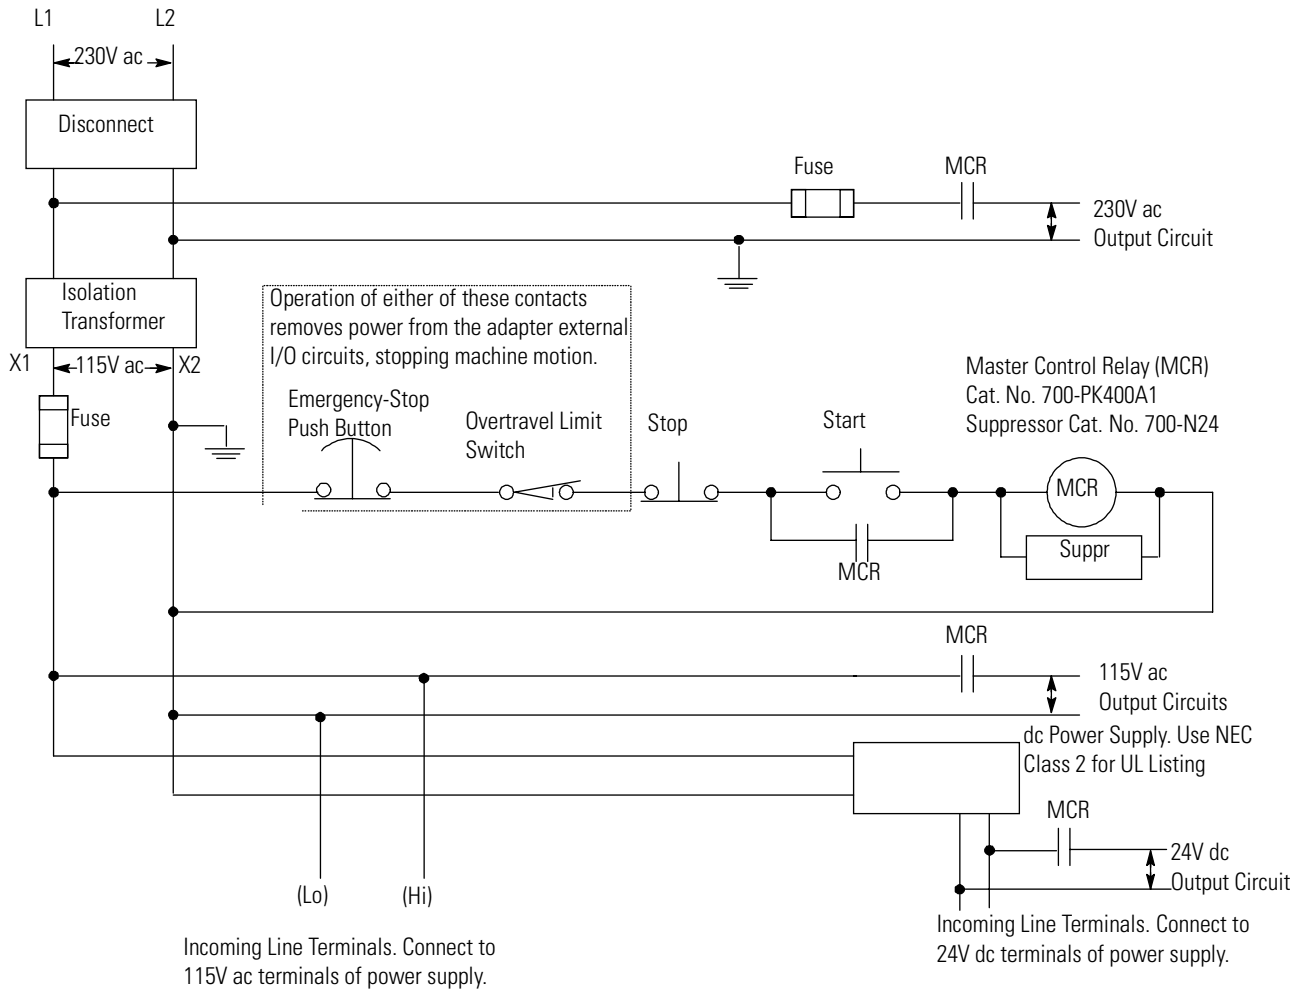 L1
L2
230V ac
Disconnect
Fuse
MCR
230V ac
Output Circuit
Isolation
Transformer
X1
115V ac
X2
Fuse
Operation of either of these contacts
removes power from the adapter external
I/O circuits, stopping machine motion.
Emergency-Stop
Push Button
Overtravel Limit
Switch
Stop
Start
Master Control Relay (MCR)
Cat. No. 700-PK400A1
Suppressor Cat. No. 700-N24
MCR
Suppr
MCR
MCR
115V ac
Output Circuits
dc Power Supply. Use NEC
Class 2 for UL Listing
MCR
24V dc
Output Circuit
(Lo)
(Hi)
Incoming Line Terminals. Connect to
115V ac terminals of power supply.
Incoming Line Terminals. Connect to
24V dc terminals of power supply.